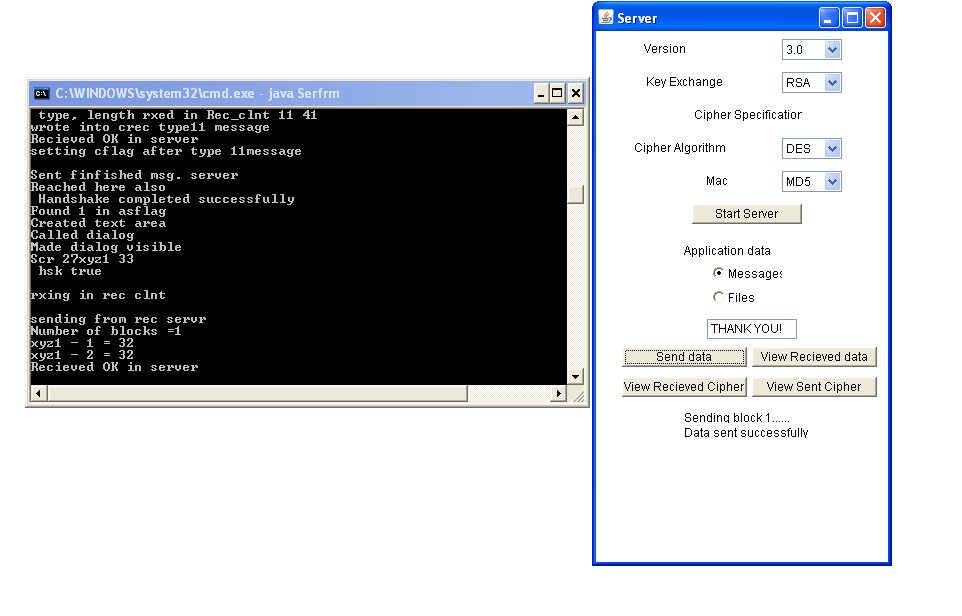 C:\WINDOWS\system32\cmd.exe - java Serfrm
type, length rxed in Rec_clnt 11 41
wrote into crec type11 message
Recieved OK in server
setting cflag after type 11message
Sent finfished msg. server
Reached here also
Handshake completed successfully
Found 1 in asflag
Created text area
Called dialog
Made dialog visible
Scr 27xyz1 33
hsk true
rxing in rec clnt
sending from rec servr
Number of blocks =1
xyz1 - 1 = 32
xyz1 - 2 = 32
Recieved OK in server
Server
Version 3.0
Key Exchange RSA
Cipher Specification
Cipher Algorithm DES
Mac MD5
Start Server
Application data
Messages
Files
THANK YOU!
Send data View Recieved data
View Recieved Cipher View Sent Cipher
Sending block 1......
Data sent successfully